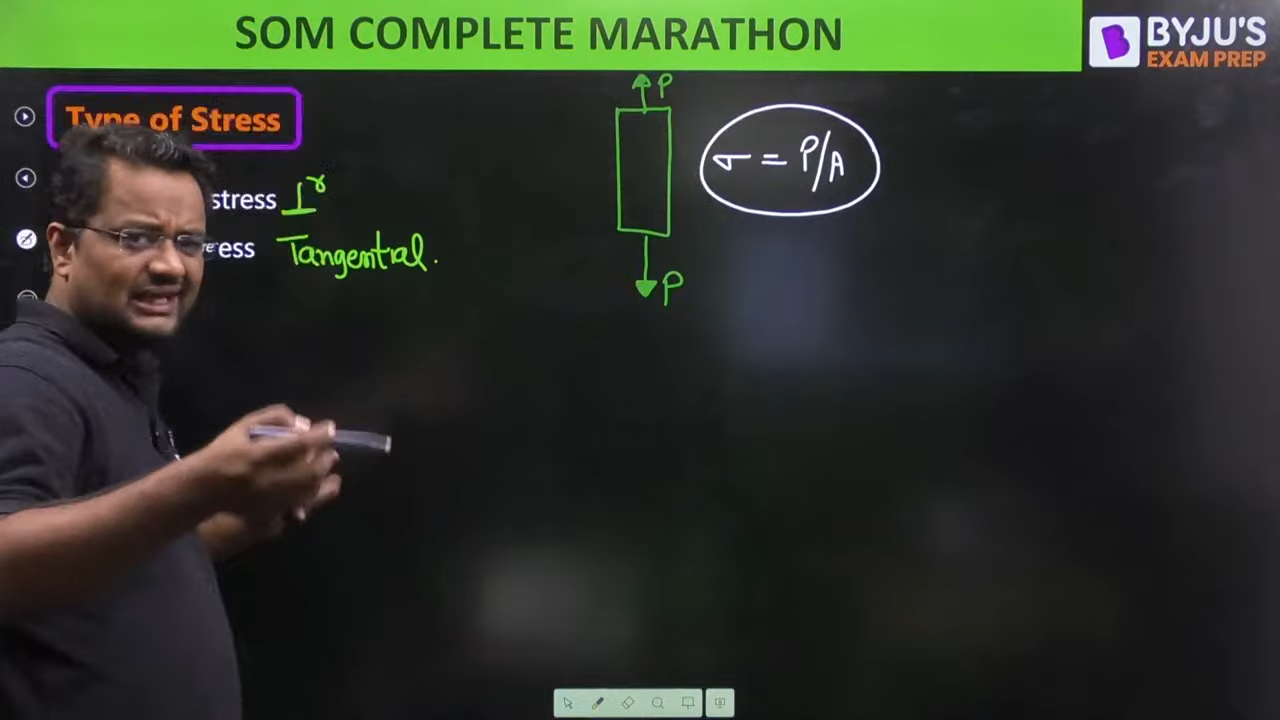 SOM COMPLETE MARATHON
BYJU'S
EXAM PREP
Type of Stress
stress ⊥r
ess Tangential.
P
σ = P/A
P